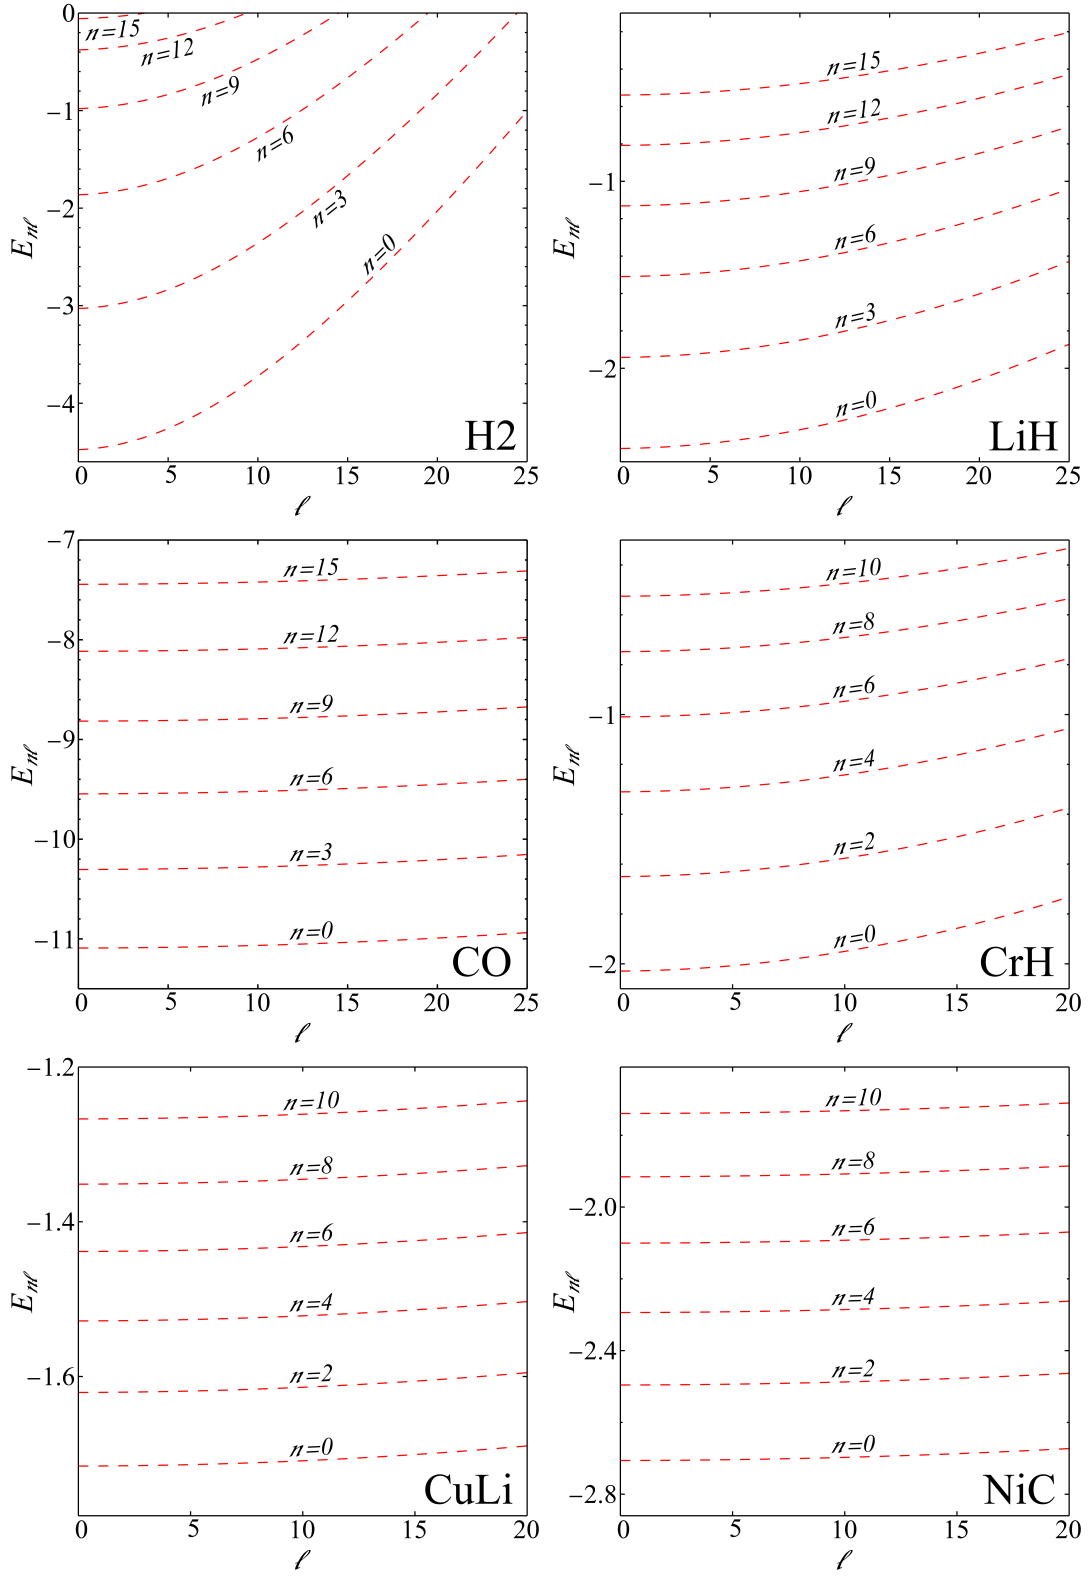 0
n=15
n=12
n=9
−1
n=6
−2
n=3
n=0
−3
−4
E_nℓ
H2
0 5 10 15 20 25
ℓ
n=15
n=12
−1
n=9
n=6
n=3
−2
n=0
E_nℓ
LiH
0 5 10 15 20 25
ℓ
−7
n=15
−8
n=12
n=9
−9
n=6
−10
n=3
−11
n=0
E_nℓ
CO
0 5 10 15 20 25
ℓ
n=10
n=8
n=6
−1
n=4
n=2
n=0
−2
E_nℓ
CrH
0 5 10 15 20
ℓ
−1.2
n=10
n=8
−1.4
n=6
n=4
−1.6
n=2
n=0
E_nℓ
CuLi
0 5 10 15 20
ℓ
n=10
n=8
−2.0
n=6
n=4
−2.4
n=2
n=0
−2.8
E_nℓ
NiC
0 5 10 15 20
ℓ